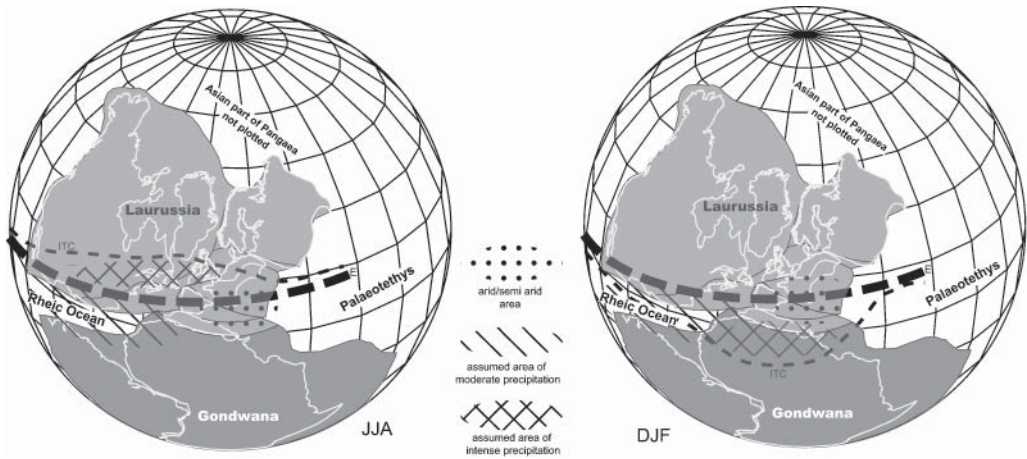 Asian part of Pangaea
not plotted
Laurussia
ITC
E
Rheic Ocean
Palaeotethys
Gondwana
JJA
arid/semi arid
area
assumed area of
moderate precipitation
assumed area of
intense precipitation
Asian part of Pangaea
not plotted
Laurussia
E
Rheic Ocean
Palaeotethys
ITC
Gondwana
DJF